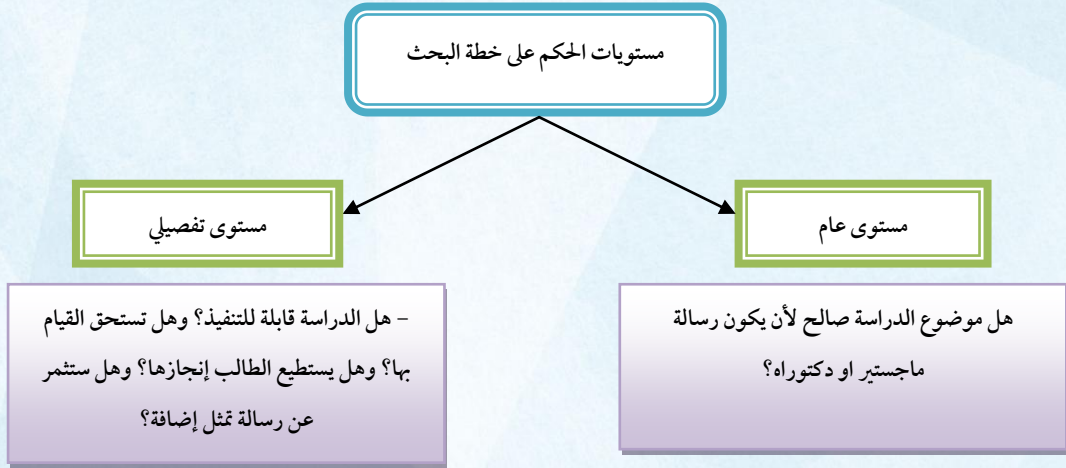 مستويات الحكم على خطة البحث
مستوى عام
هل موضوع الدراسة صالح لأن يكون رسالة
ماجستير او دكتوراه؟
مستوى تفصيلي
- هل الدراسة قابلة للتنفيذ؟ وهل تستحق القيام
بها؟ وهل يستطيع الطالب إنجازها؟ وهل ستثمر
عن رسالة تمثل إضافة؟